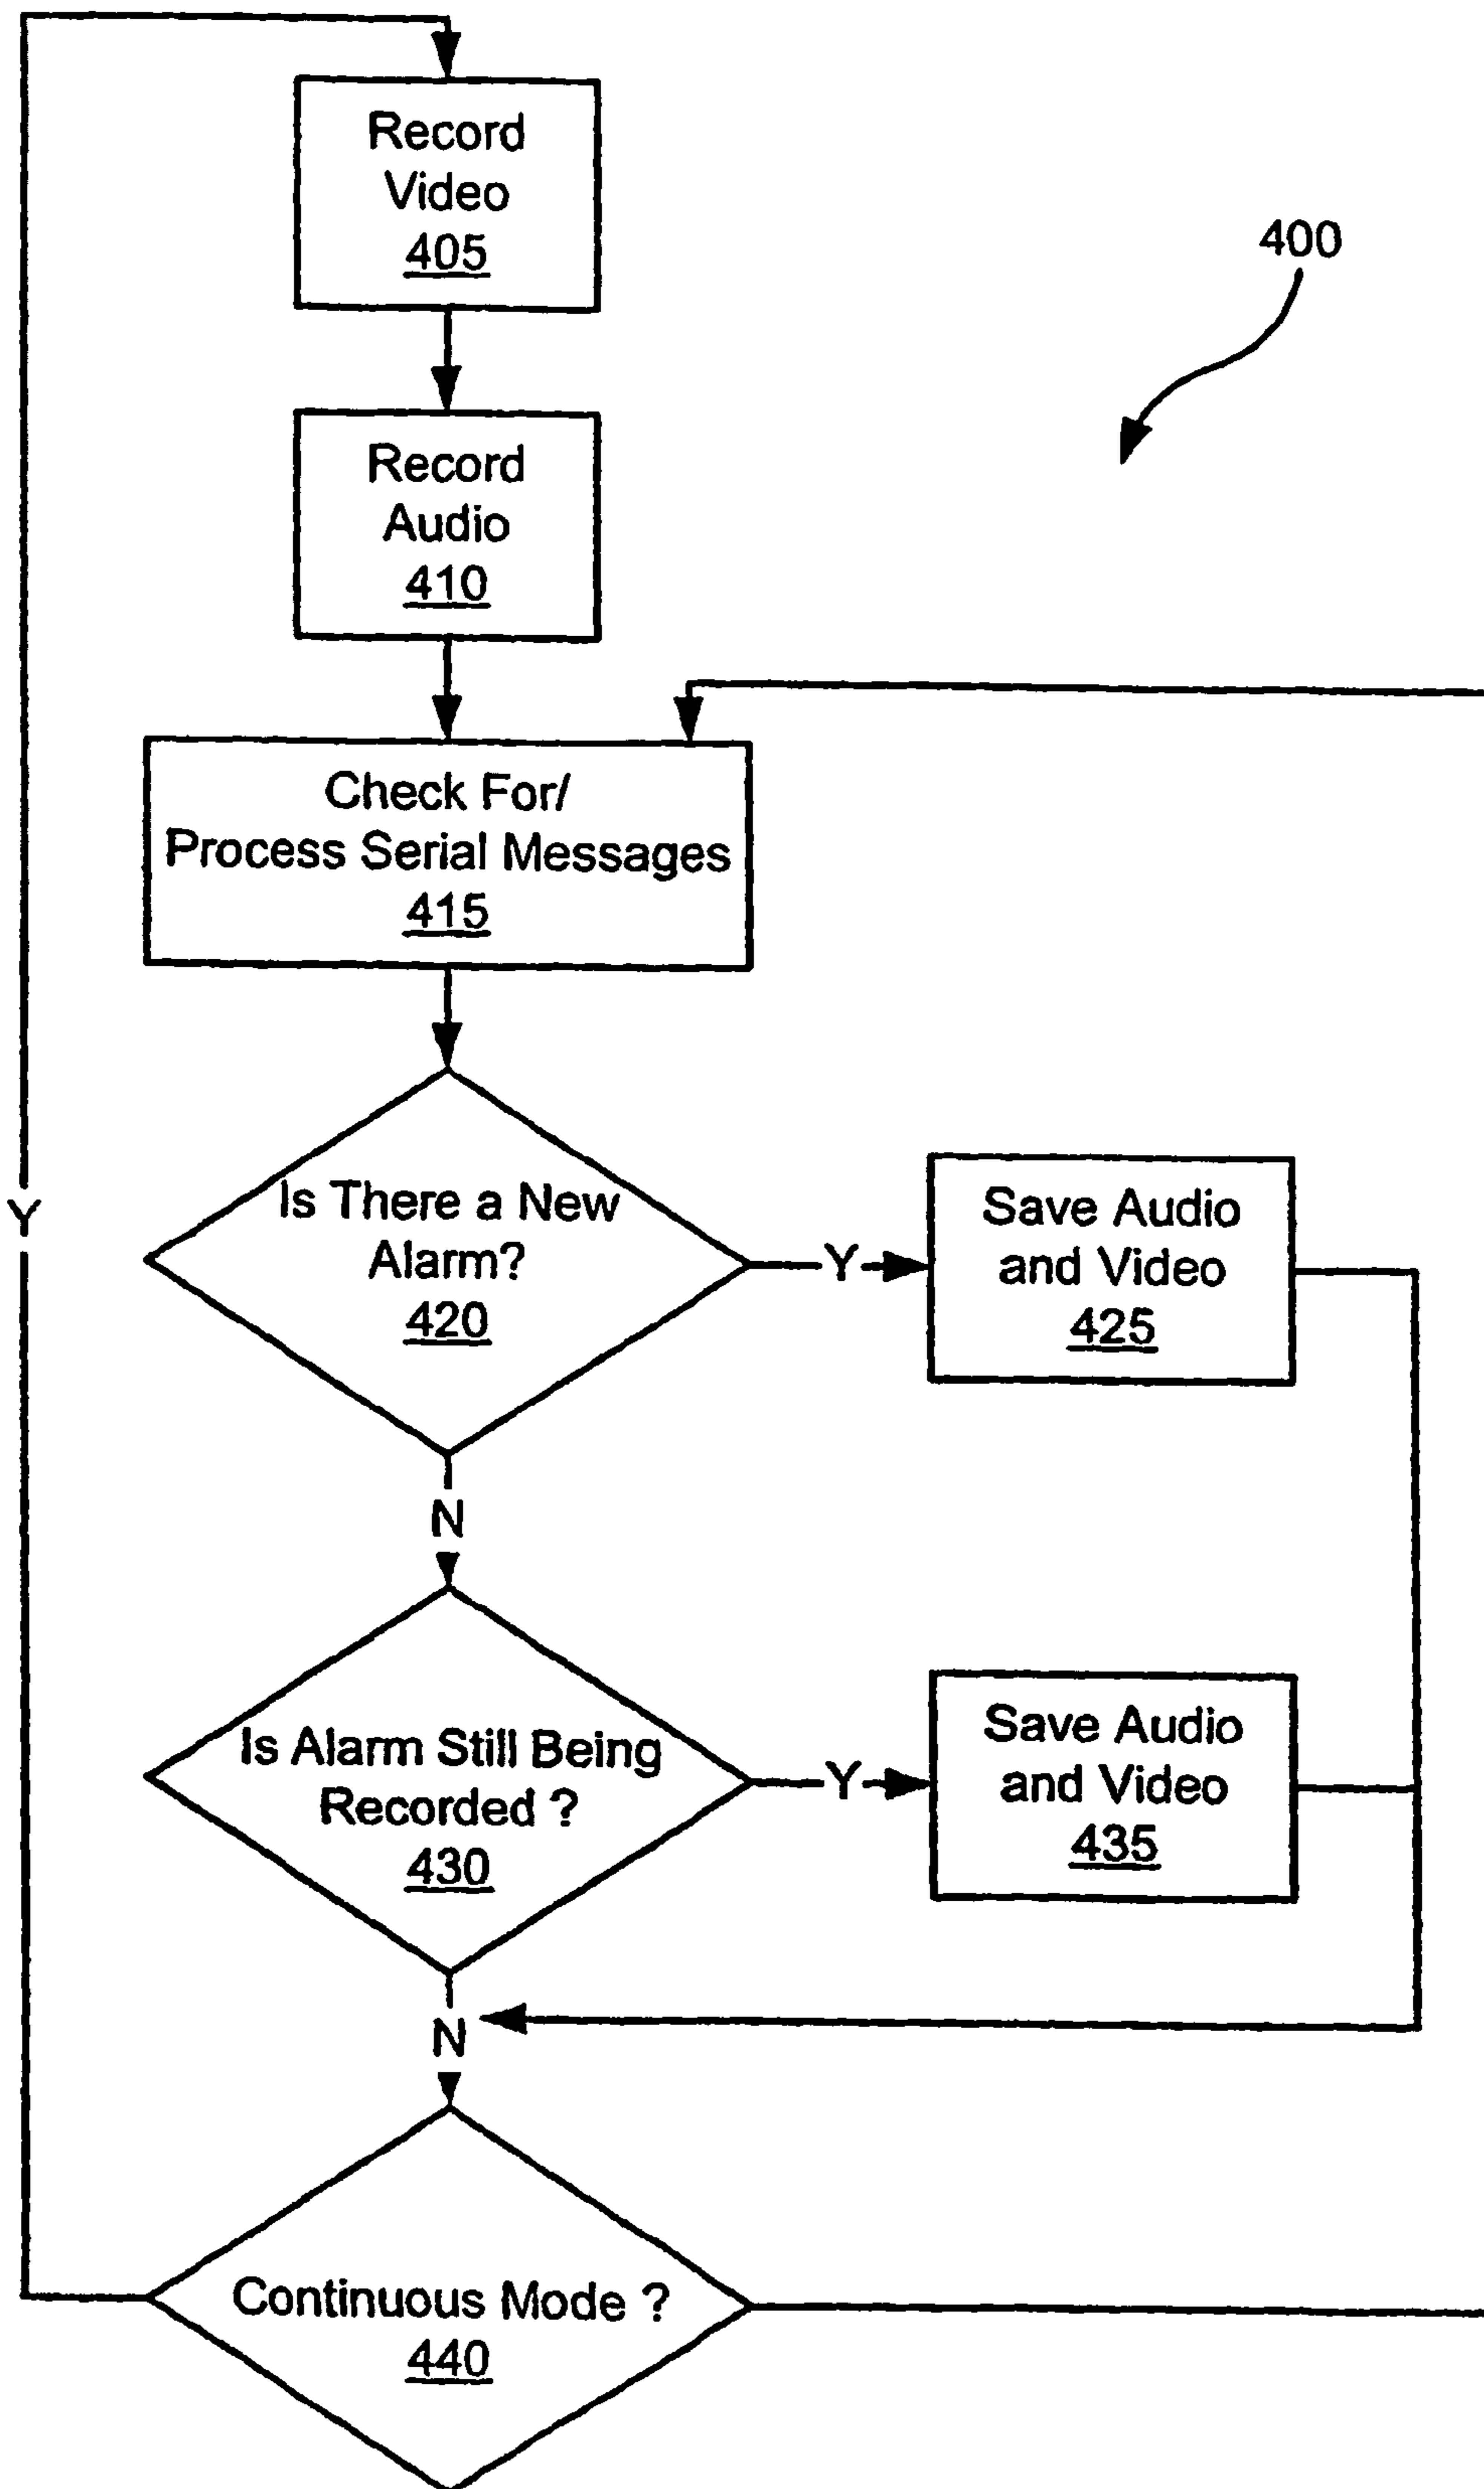 Record
Video
405
400
Record
Audio
410
Check For/
Process Serial Messages
415
Y
Is There a New
Alarm?
420
Y
Save Audio
and Video
425
N
Is Alarm Still Being
Recorded ?
430
Y
Save Audio
and Video
435
N
Continuous Mode ?
440